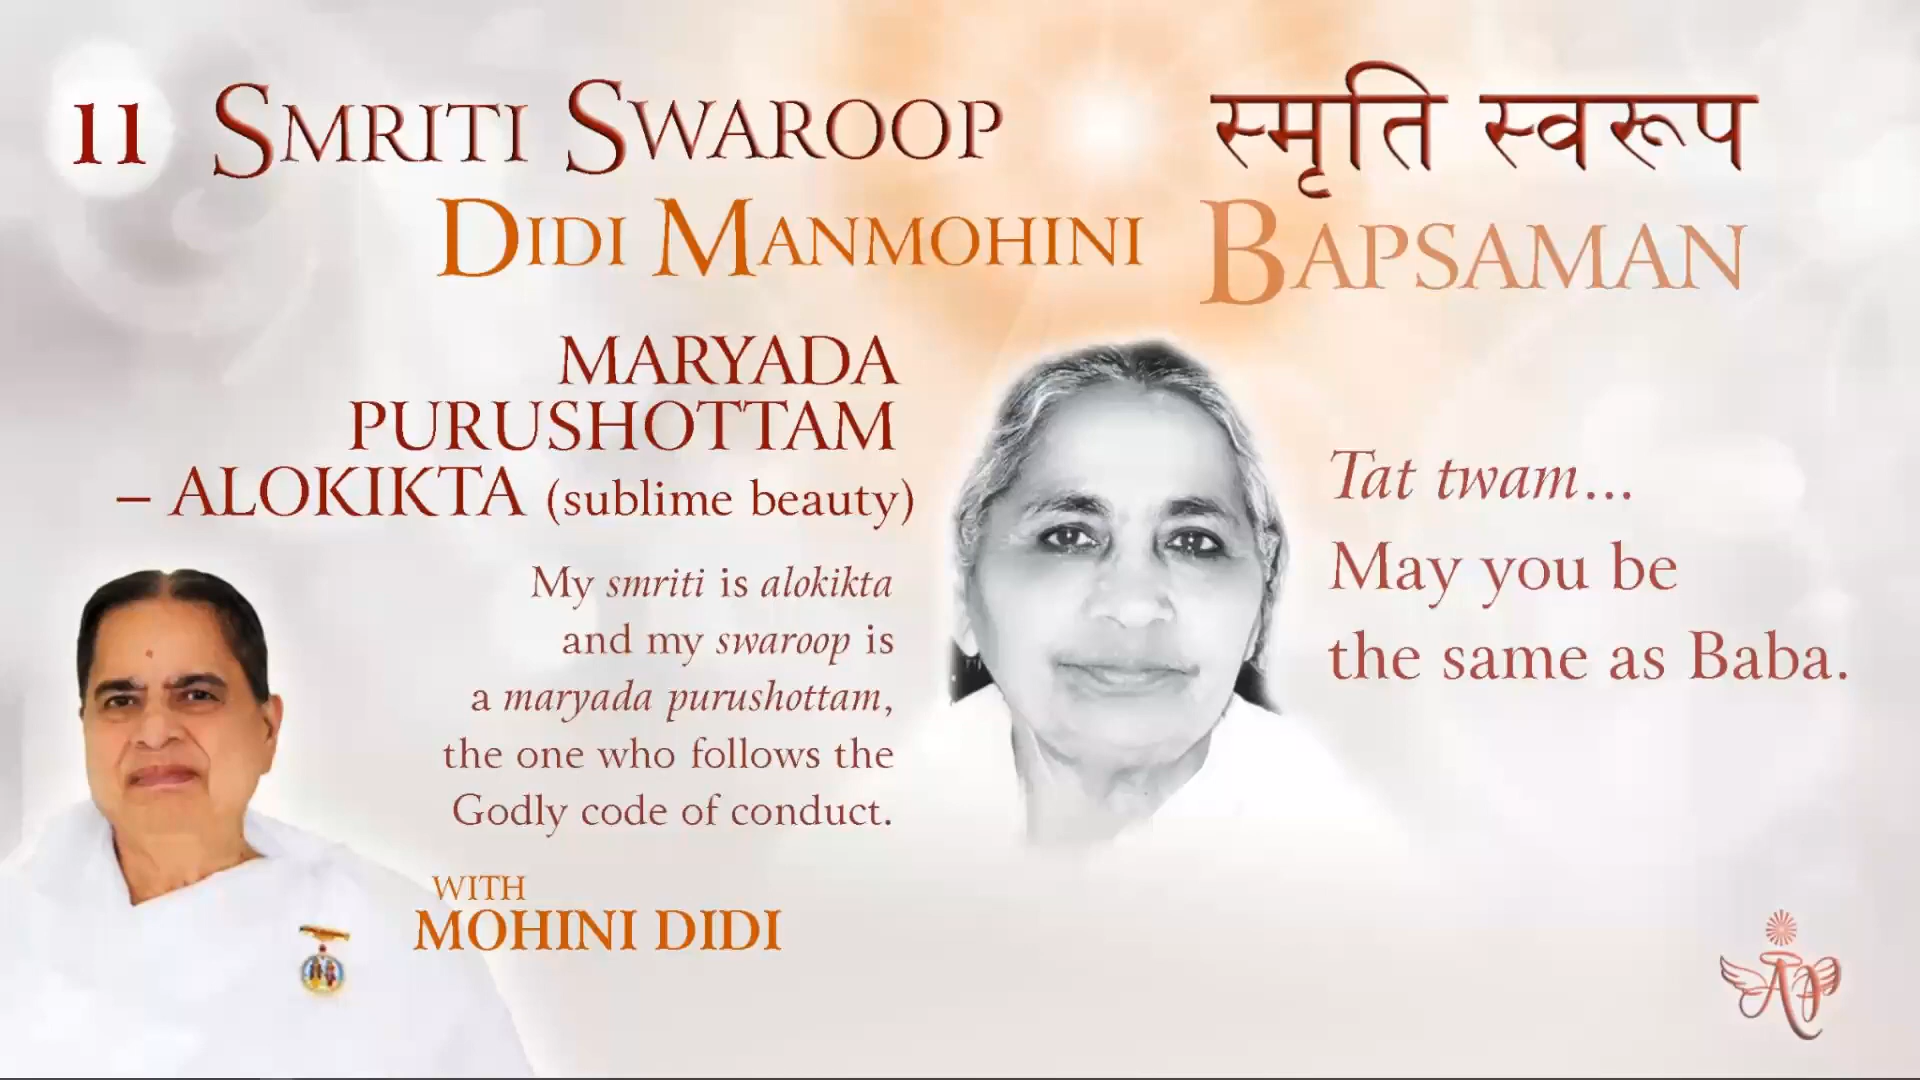 11 SMRITI SWAROOP स्मृति स्वरूप
DIDI MANMOHINI BAPSAMAN
MARYADA
PURUSHOTTAM
– ALOKIKTA (sublime beauty)
My smriti is alokikta
and my swaroop is
a maryada purushottam,
the one who follows the
Godly code of conduct.
WITH
MOHINI DIDI
Tat twam...
May you be
the same as Baba.